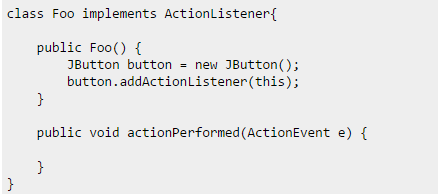 class Foo implements ActionListener{
    public Foo() {
        JButton button = new JButton();
        button.addActionListener(this);
    }
    public void actionPerformed(ActionEvent e) {
    }
}